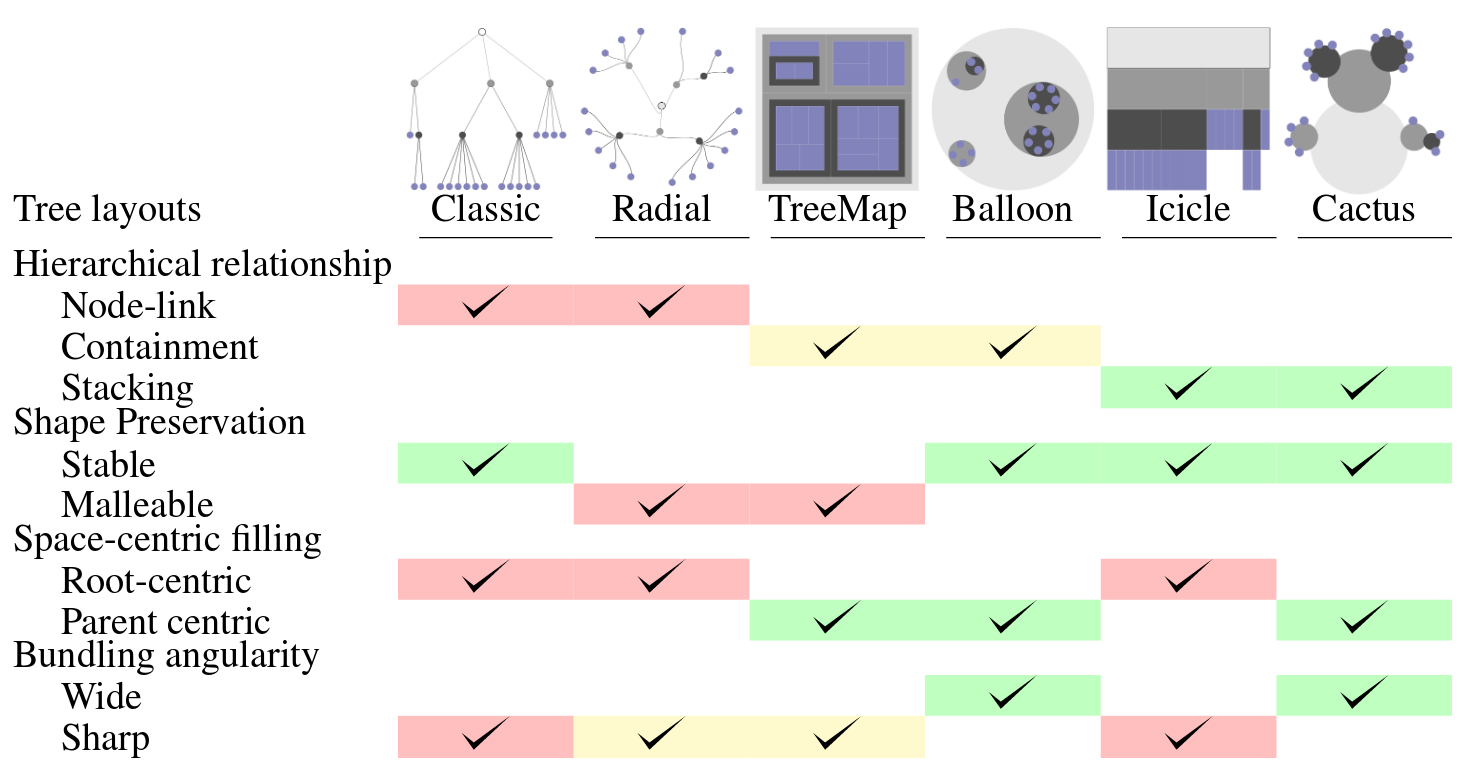 Tree layouts Classic Radial TreeMap Balloon Icicle Cactus
Hierarchical relationship
Node-link ✓ ✓
Containment ✓ ✓
Stacking ✓ ✓
Shape Preservation
Stable ✓ ✓ ✓ ✓
Malleable ✓ ✓
Space-centric filling
Root-centric ✓ ✓ ✓
Parent centric ✓ ✓ ✓
Bundling angularity
Wide ✓ ✓
Sharp ✓ ✓ ✓ ✓